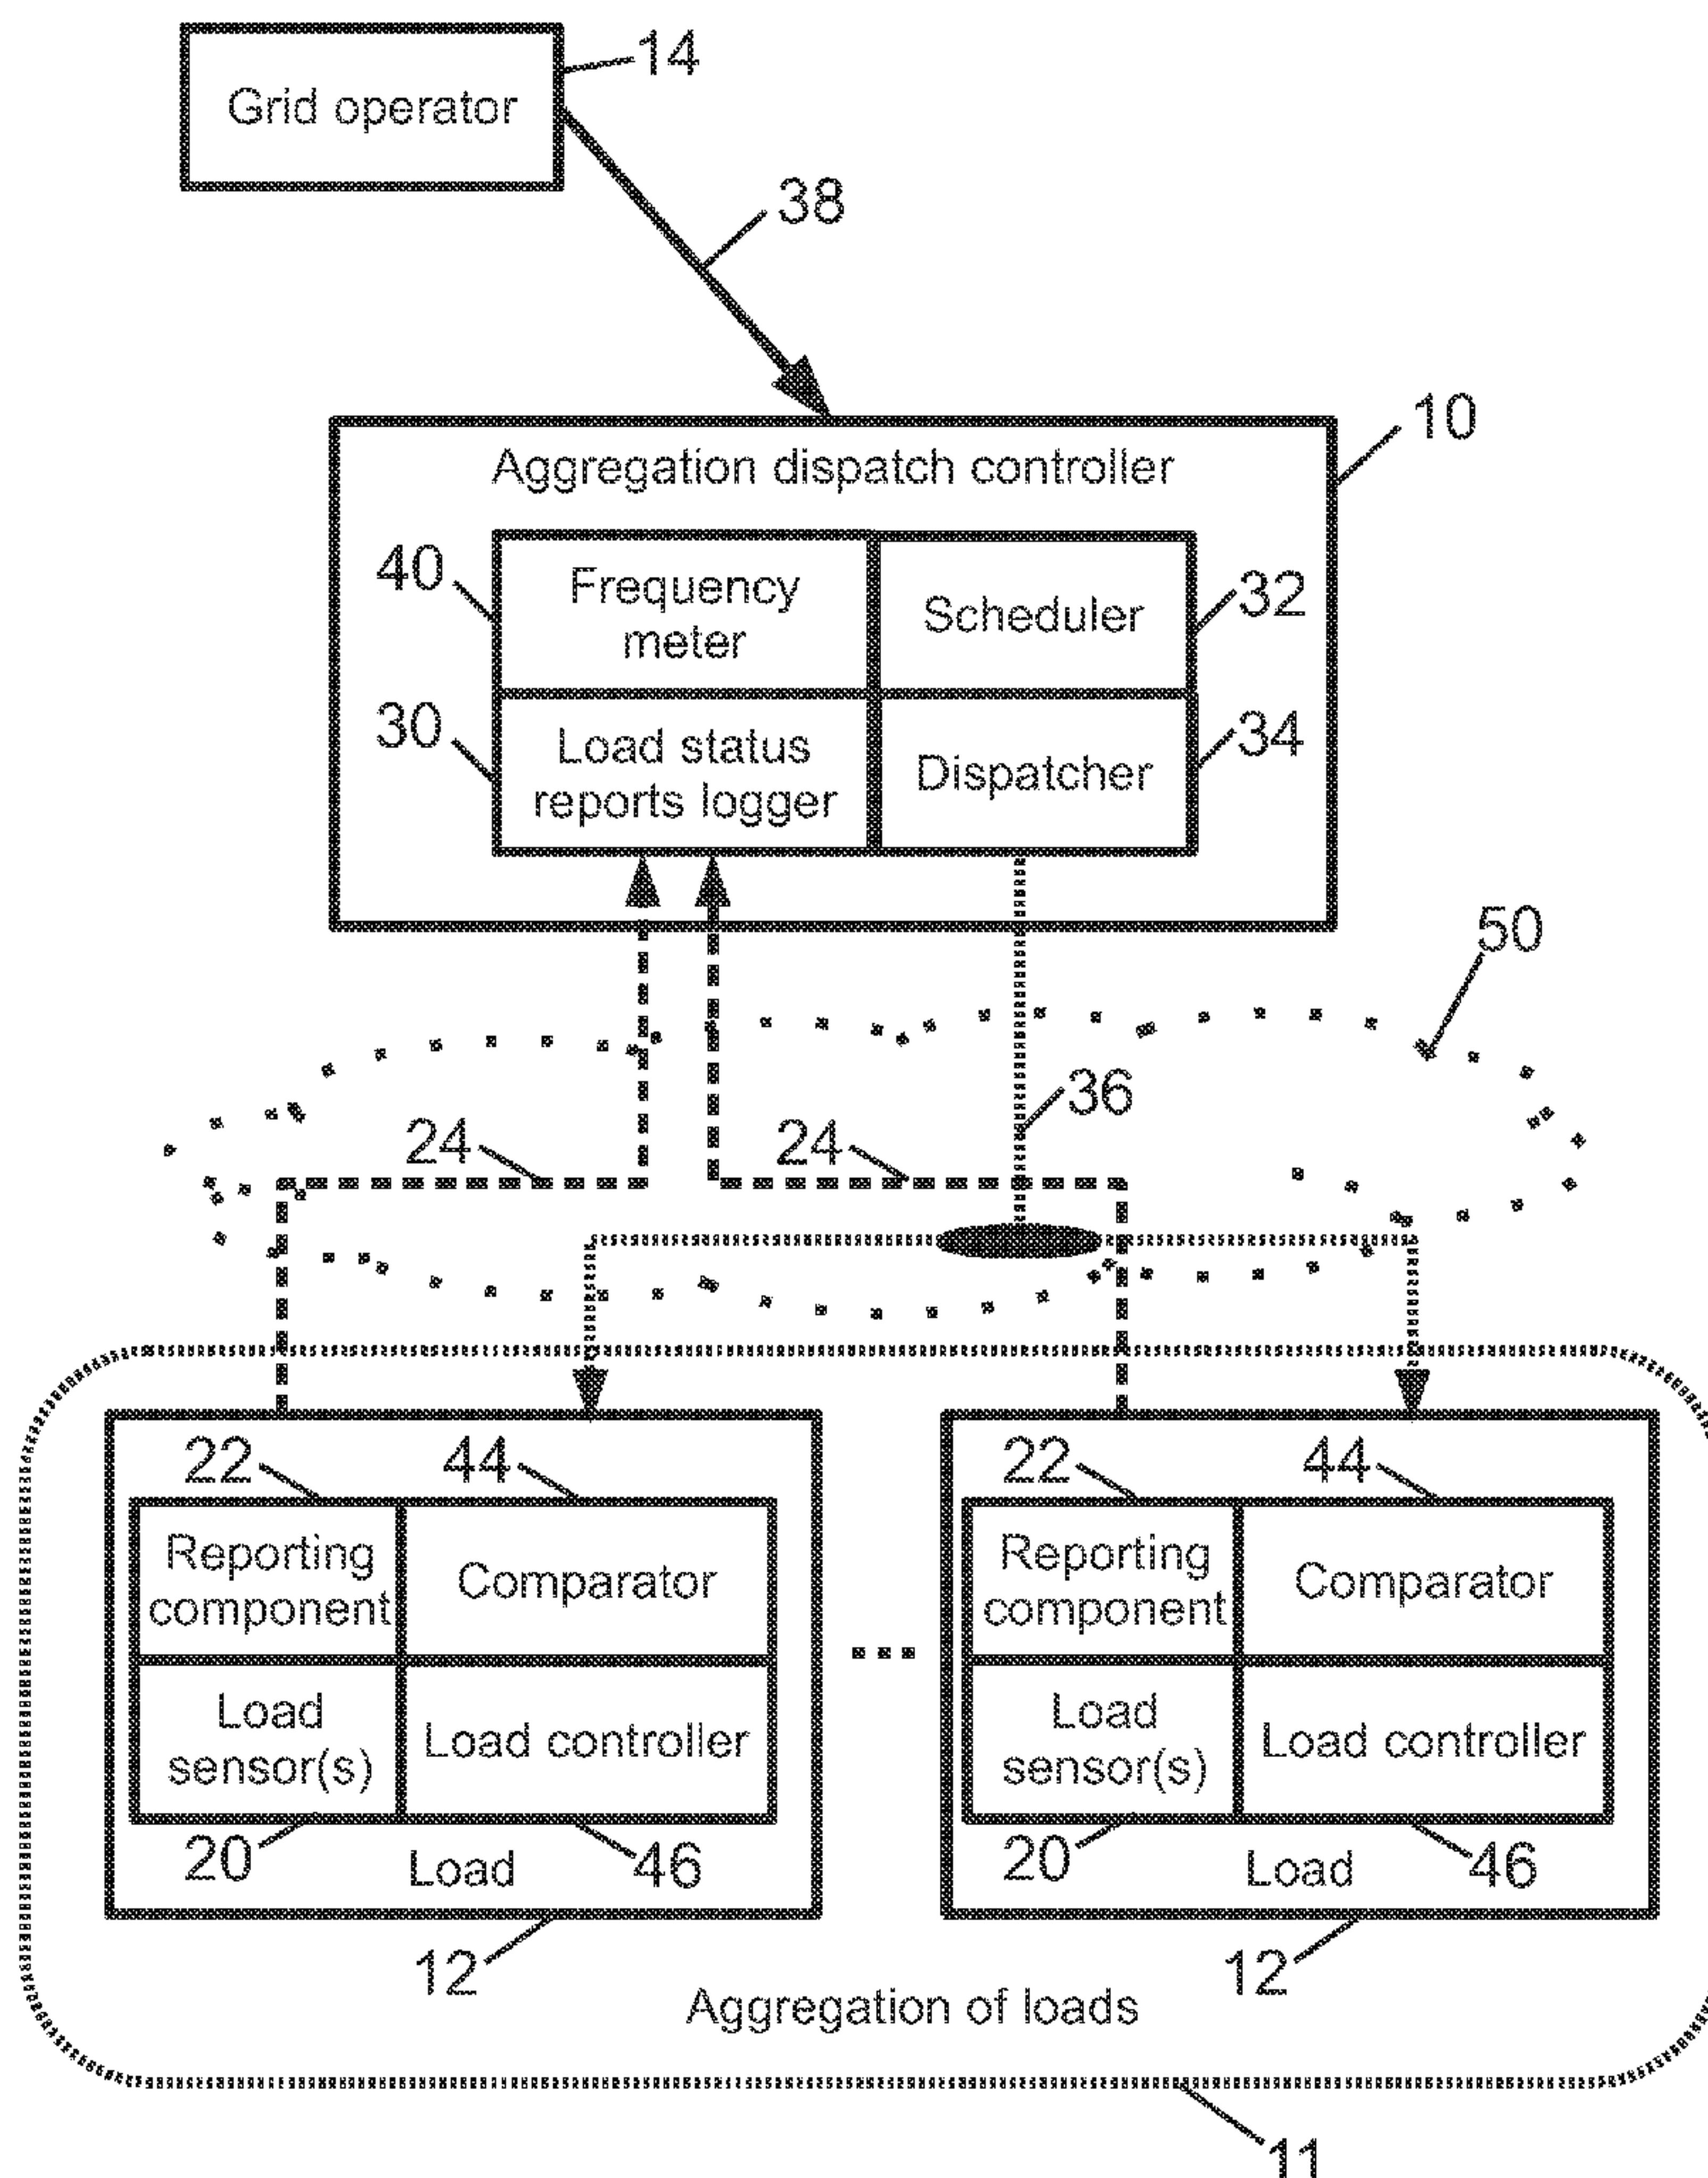 14
Grid operator
38
10
Aggregation dispatch controller
40
Frequency
meter
Scheduler
32
30
Load status
reports logger
Dispatcher
34
50
36
24
24
22
44
Reporting
component
Comparator
Load
sensor(s)
Load controller
20
Load
46
12
...
22
44
Reporting
component
Comparator
Load
sensor(s)
Load controller
20
Load
46
12
Aggregation of loads
11